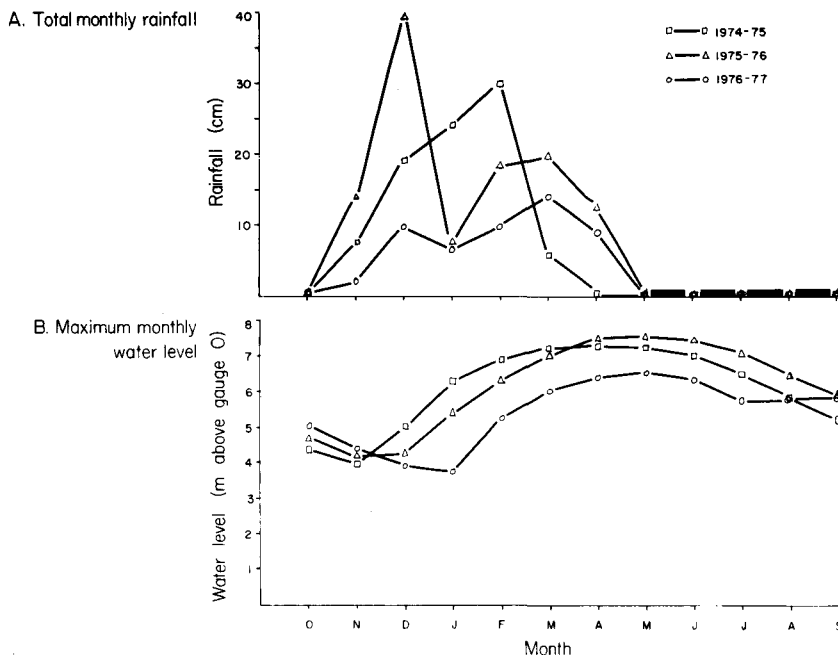 A. Total monthly rainfall
Rainfall (cm)
40
30
20
10
1974-75
1975-76
1976-77
B. Maximum monthly
water level
Water level (m above gauge O)
8
7
6
5
4
3
2
1
O N D J F M A M J J A S
Month